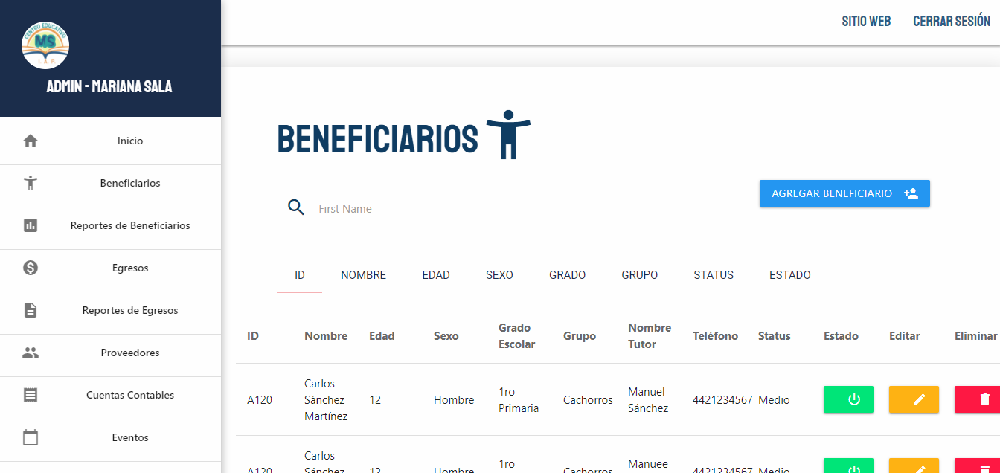 CENTRO EDUCATIVO
MS
I. A. P.
ADMIN - MARIANA SALA
Inicio
Beneficiarios
Reportes de Beneficiarios
Egresos
Reportes de Egresos
Proveedores
Cuentas Contables
Eventos
SITIO WEB CERRAR SESIÓN
BENEFICIARIOS
First Name
AGREGAR BENEFICIARIO
ID NOMBRE EDAD SEXO GRADO GRUPO STATUS ESTADO
ID Nombre Edad Sexo Grado Escolar Grupo Nombre Tutor Teléfono Status Estado Editar Eliminar
A120 Carlos Sánchez Martínez 12 Hombre 1ro Primaria Cachorros Manuel Sánchez 4421234567 Medio
A120 Carlos Sánchez 12 Hombre 1ro Cachorros Manuee 4421234567 Medio